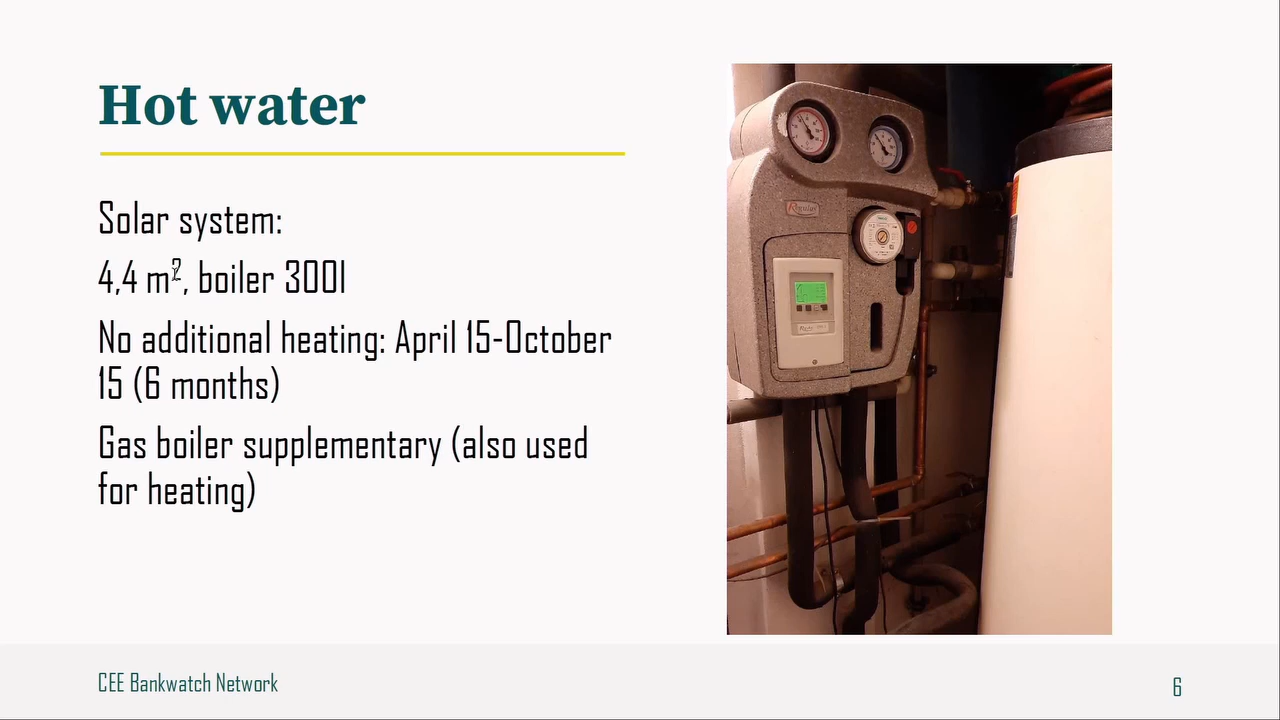 Hot water
Solar system:
4,4 m², boiler 300l
No additional heating: April 15-October
15 (6 months)
Gas boiler supplementary (also used
for heating)
Regulus
CEE Bankwatch Network
6